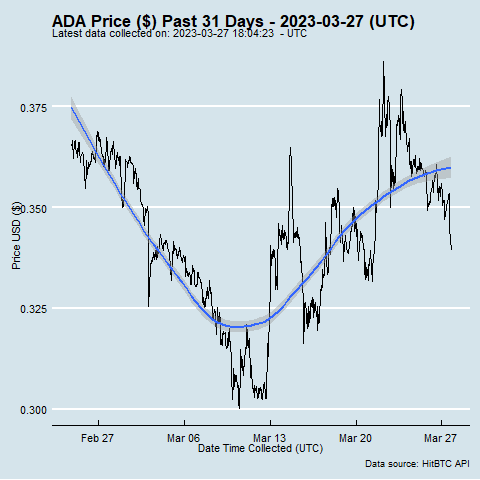 ADA Price ($) Past 31 Days - 2023-03-27 (UTC)
Latest data collected on: 2023-03-27 18:04:23 - UTC
Price USD ($)
0.375
0.350
0.325
0.300
Feb 27 Mar 06 Mar 13 Mar 20 Mar 27
Date Time Collected (UTC)
Data source: HitBTC API